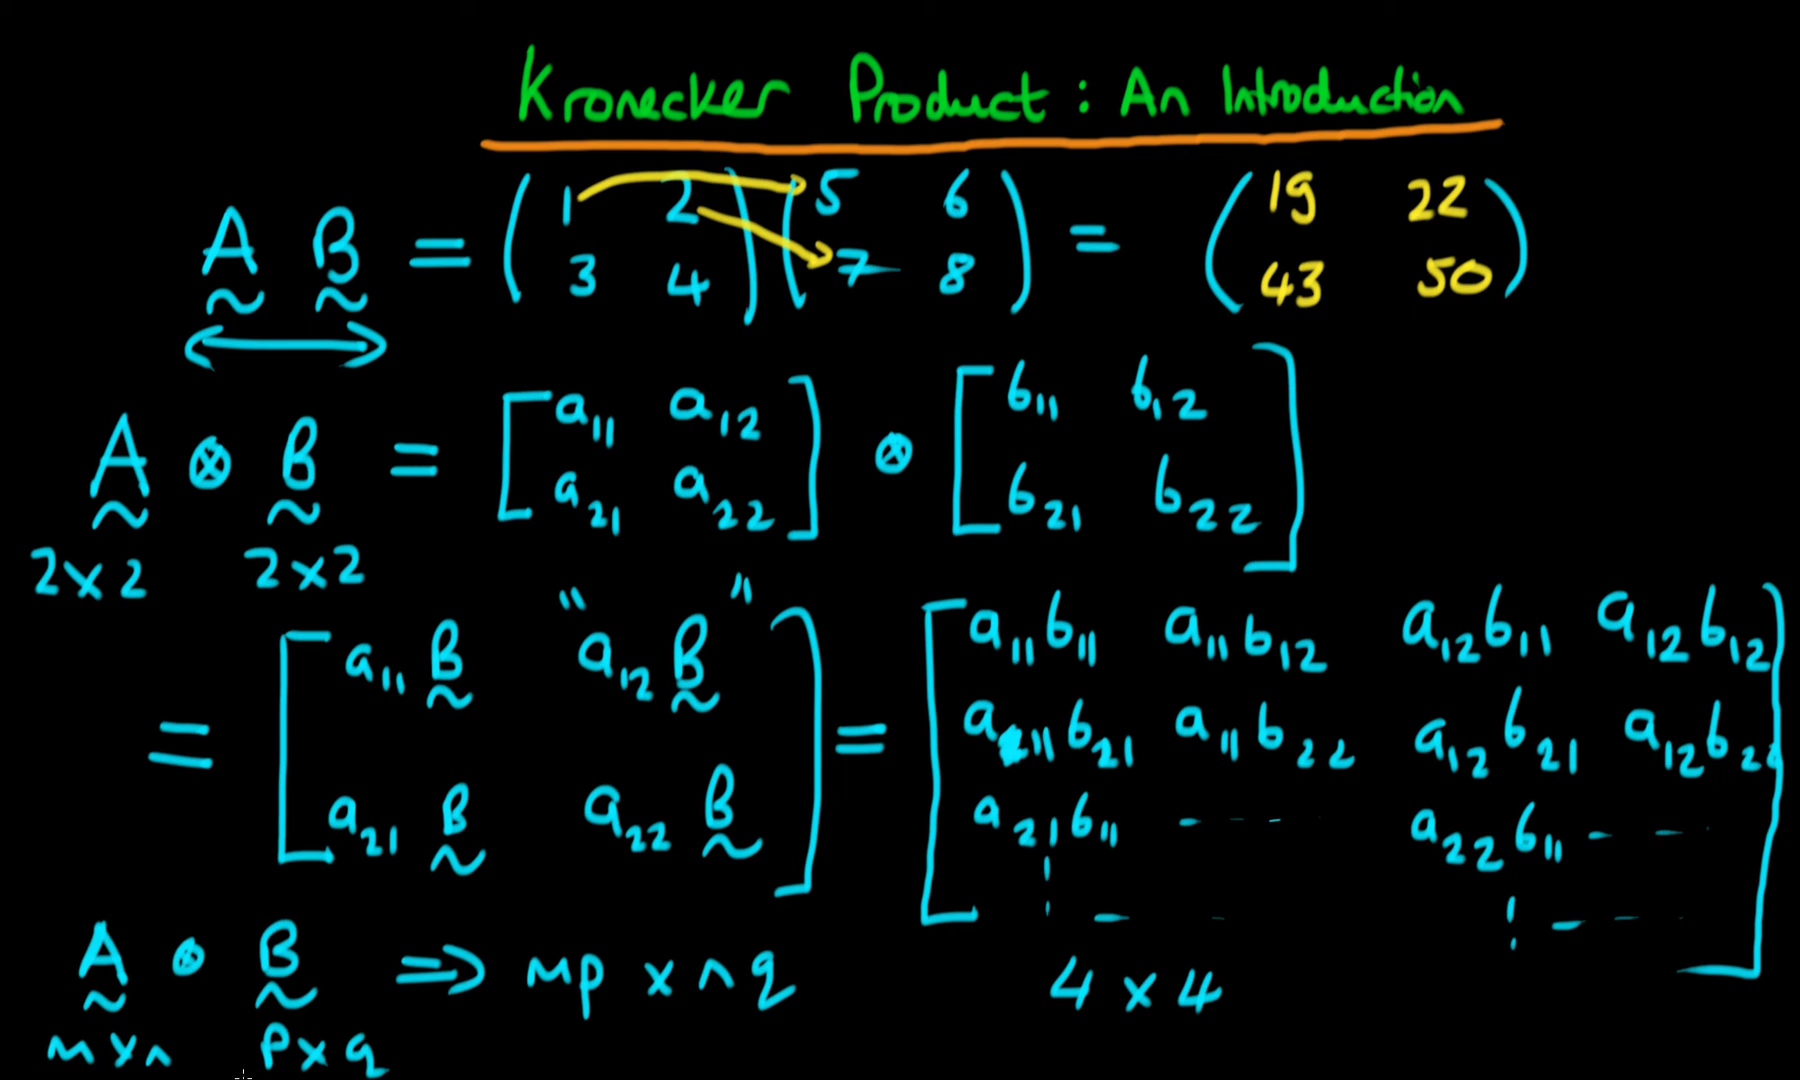 Kronecker Product : An Introduction
A B = ( 1 2 ) ( 5 6 ) = ( 19 22 )
3 4 7 8 43 50
A ⊗ B = [ a11 a12 ] ⊗ [ b11 b12 ]
a21 a22 b21 b22
2x2 2x2
" "
= [ a11 B a12 B ] = [ a11b11 a11b12 a12b11 a12b12 ]
a11b21 a11b22 a12b21 a12b22
a21 B a22 B a21b11 - - - a22b11 - -
A ⊗ B ⇒ mp x nq 4 x 4
mxn pxq